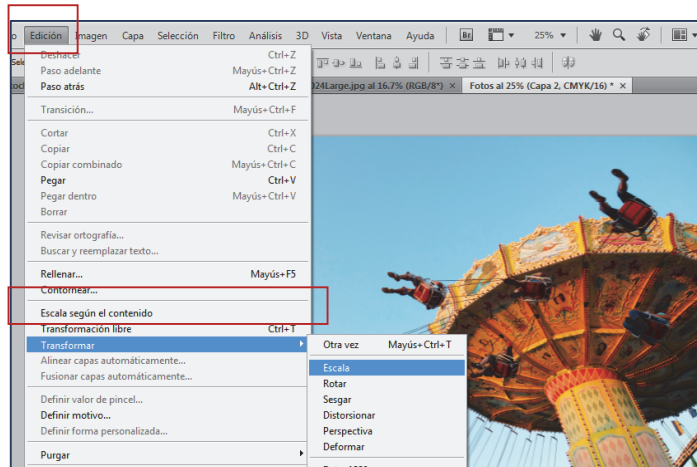 Edición Imagen Capa Selección Filtro Análisis 3D Vista Ventana Ayuda Br 25%
024Large.jpg al 16.7% (RGB/8*) × Fotos al 25% (Capa 2, CMYK/16) * ×
Deshacer Ctrl+Z
Paso adelante Mayús+Ctrl+Z
Paso atrás Alt+Ctrl+Z
Transición... Mayús+Ctrl+F
Cortar Ctrl+X
Copiar Ctrl+C
Copiar combinado Mayús+Ctrl+C
Pegar Ctrl+V
Pegar dentro Mayús+Ctrl+V
Borrar
Revisar ortografía...
Buscar y reemplazar texto...
Rellenar... Mayús+F5
Contornear...
Escala según el contenido
Transformación libre Ctrl+T
Transformar
Alinear capas automáticamente...
Fusionar capas automáticamente...
Definir valor de pincel...
Definir motivo...
Definir forma personalizada...
Purgar
Otra vez Mayús+Ctrl+T
Escala
Rotar
Sesgar
Distorsionar
Perspectiva
Deformar